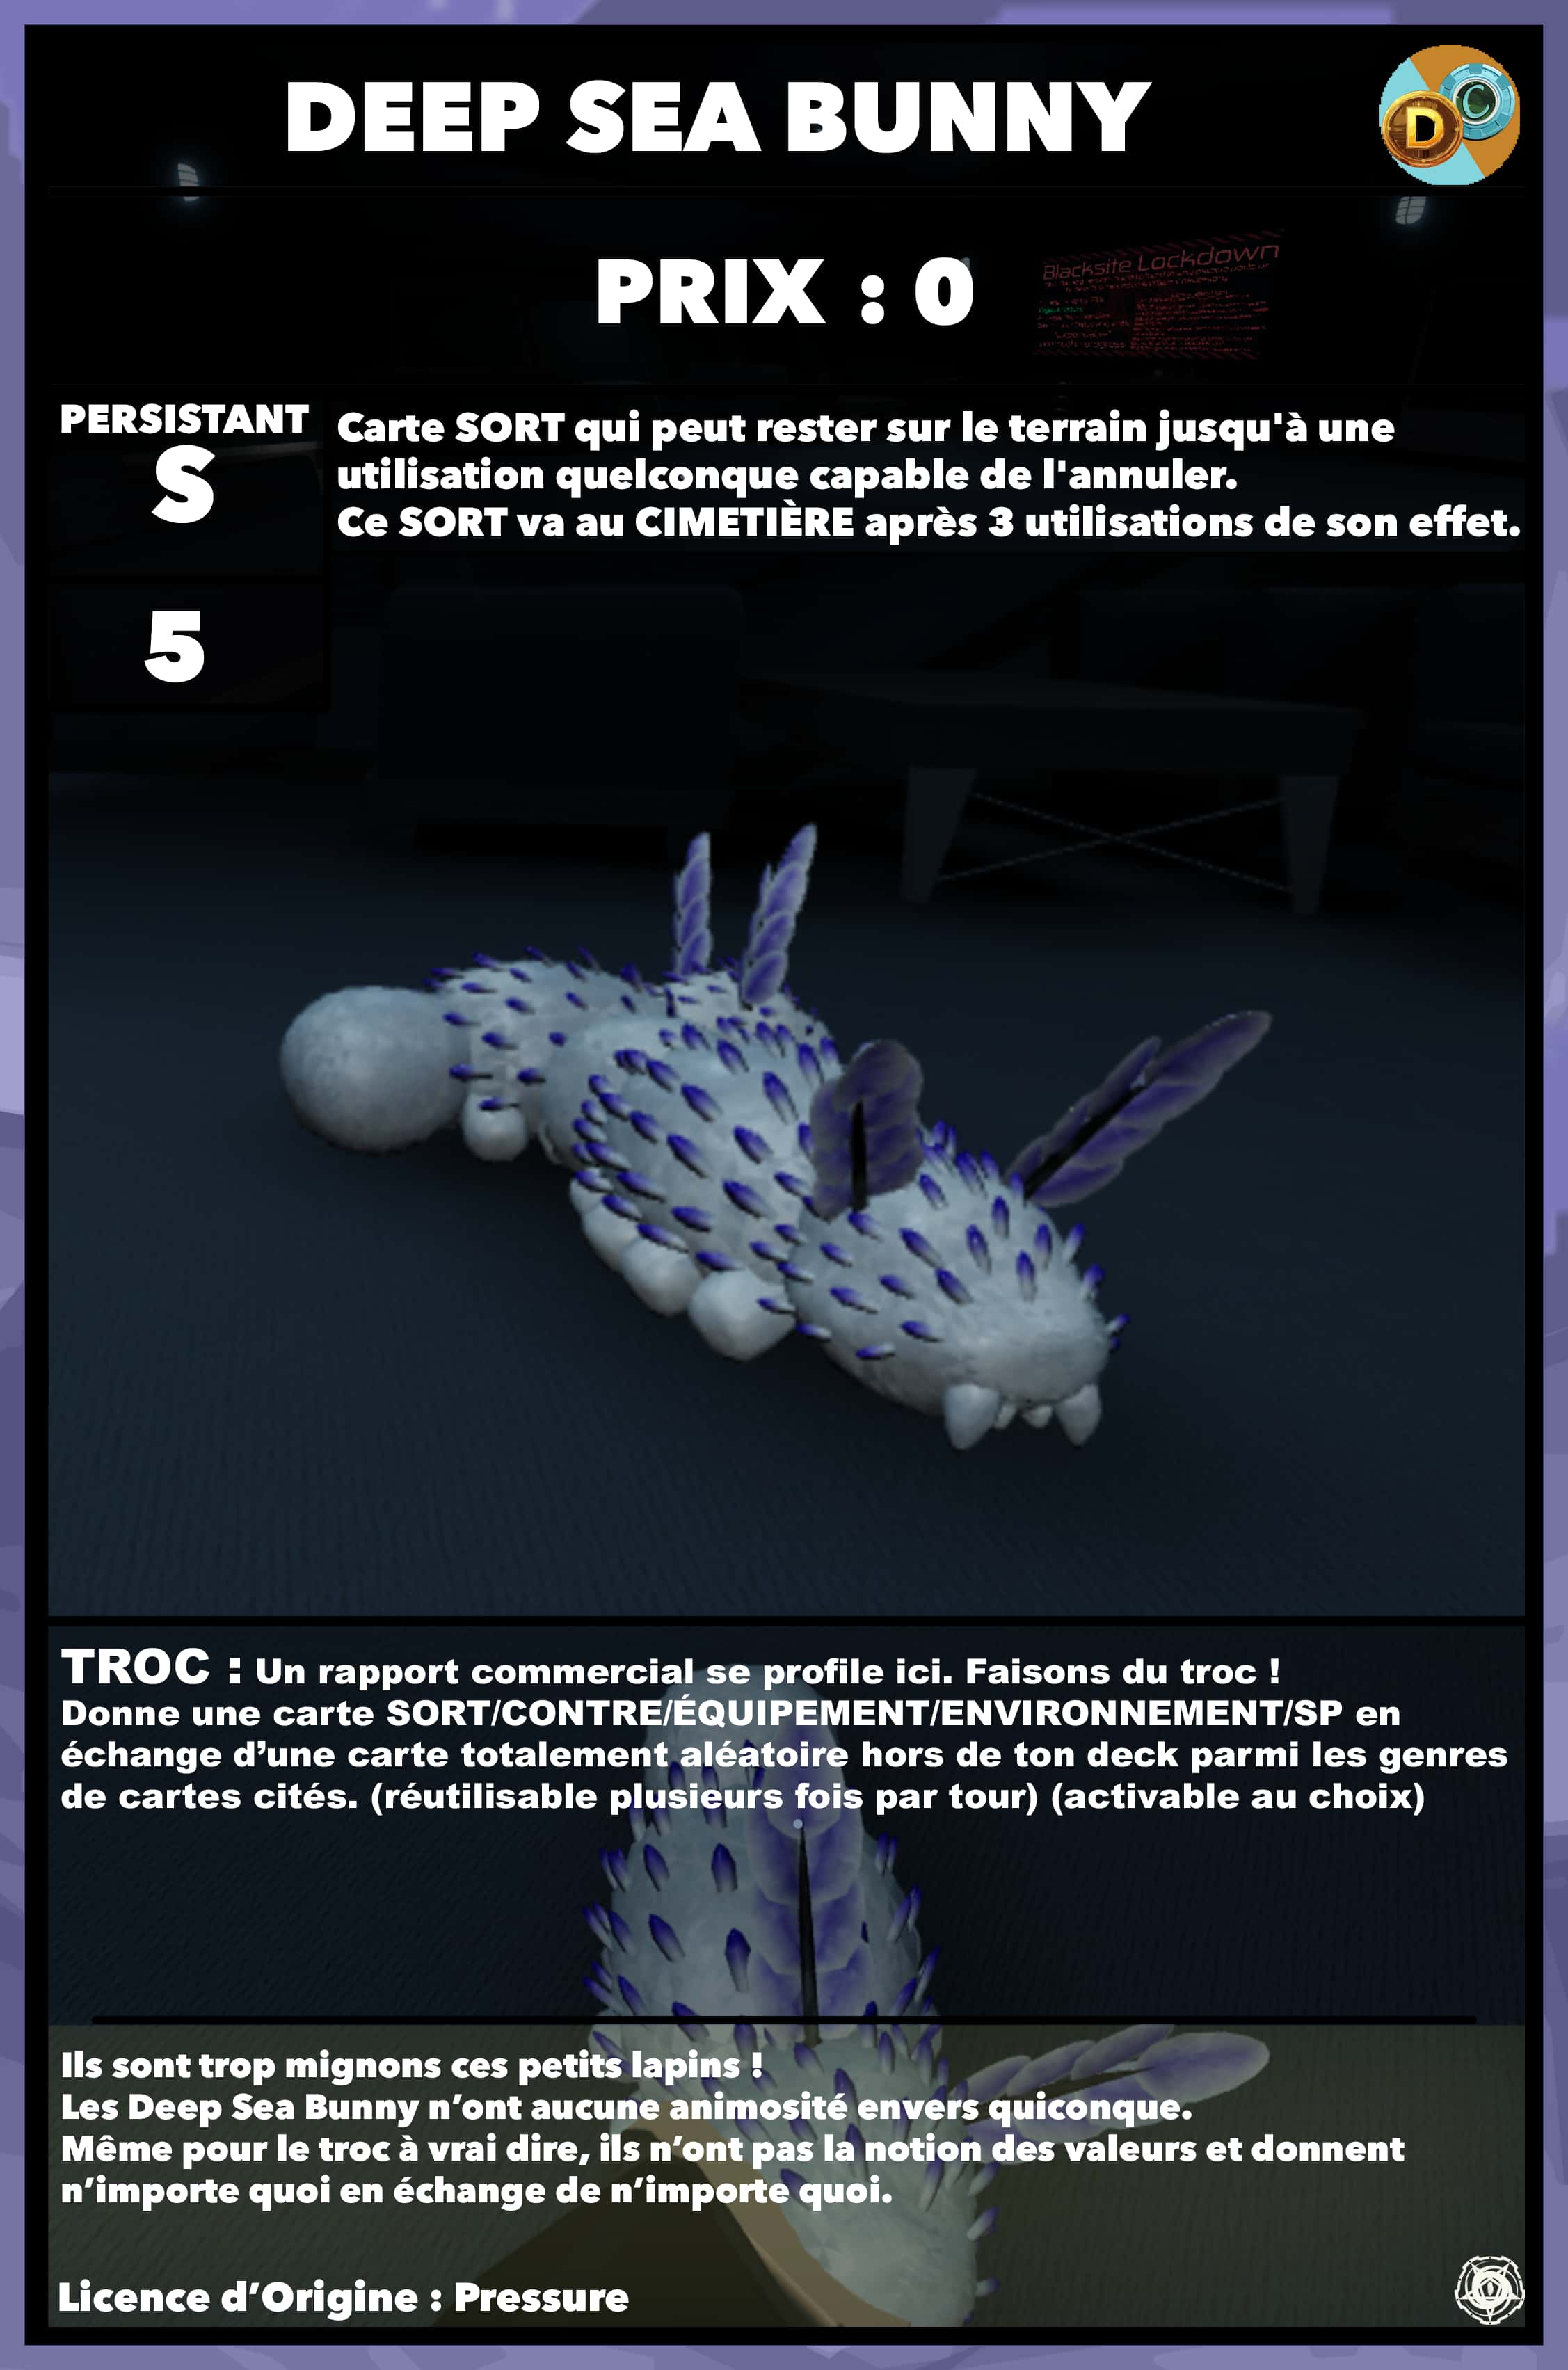 DEEP SEA BUNNY
D
C
PRIX : 0
Blacksite Lockdown
PERSISTANT
S
Carte SORT qui peut rester sur le terrain jusqu'à une
utilisation quelconque capable de l'annuler.
Ce SORT va au CIMETIÈRE après 3 utilisations de son effet.
5
TROC : Un rapport commercial se profile ici. Faisons du troc !
Donne une carte SORT/CONTRE/ÉQUIPEMENT/ENVIRONNEMENT/SP en
échange d’une carte totalement aléatoire hors de ton deck parmi les genres
de cartes cités. (réutilisable plusieurs fois par tour) (activable au choix)
Ils sont trop mignons ces petits lapins !
Les Deep Sea Bunny n’ont aucune animosité envers quiconque.
Même pour le troc à vrai dire, ils n’ont pas la notion des valeurs et donnent
n’importe quoi en échange de n’importe quoi.
Licence d’Origine : Pressure